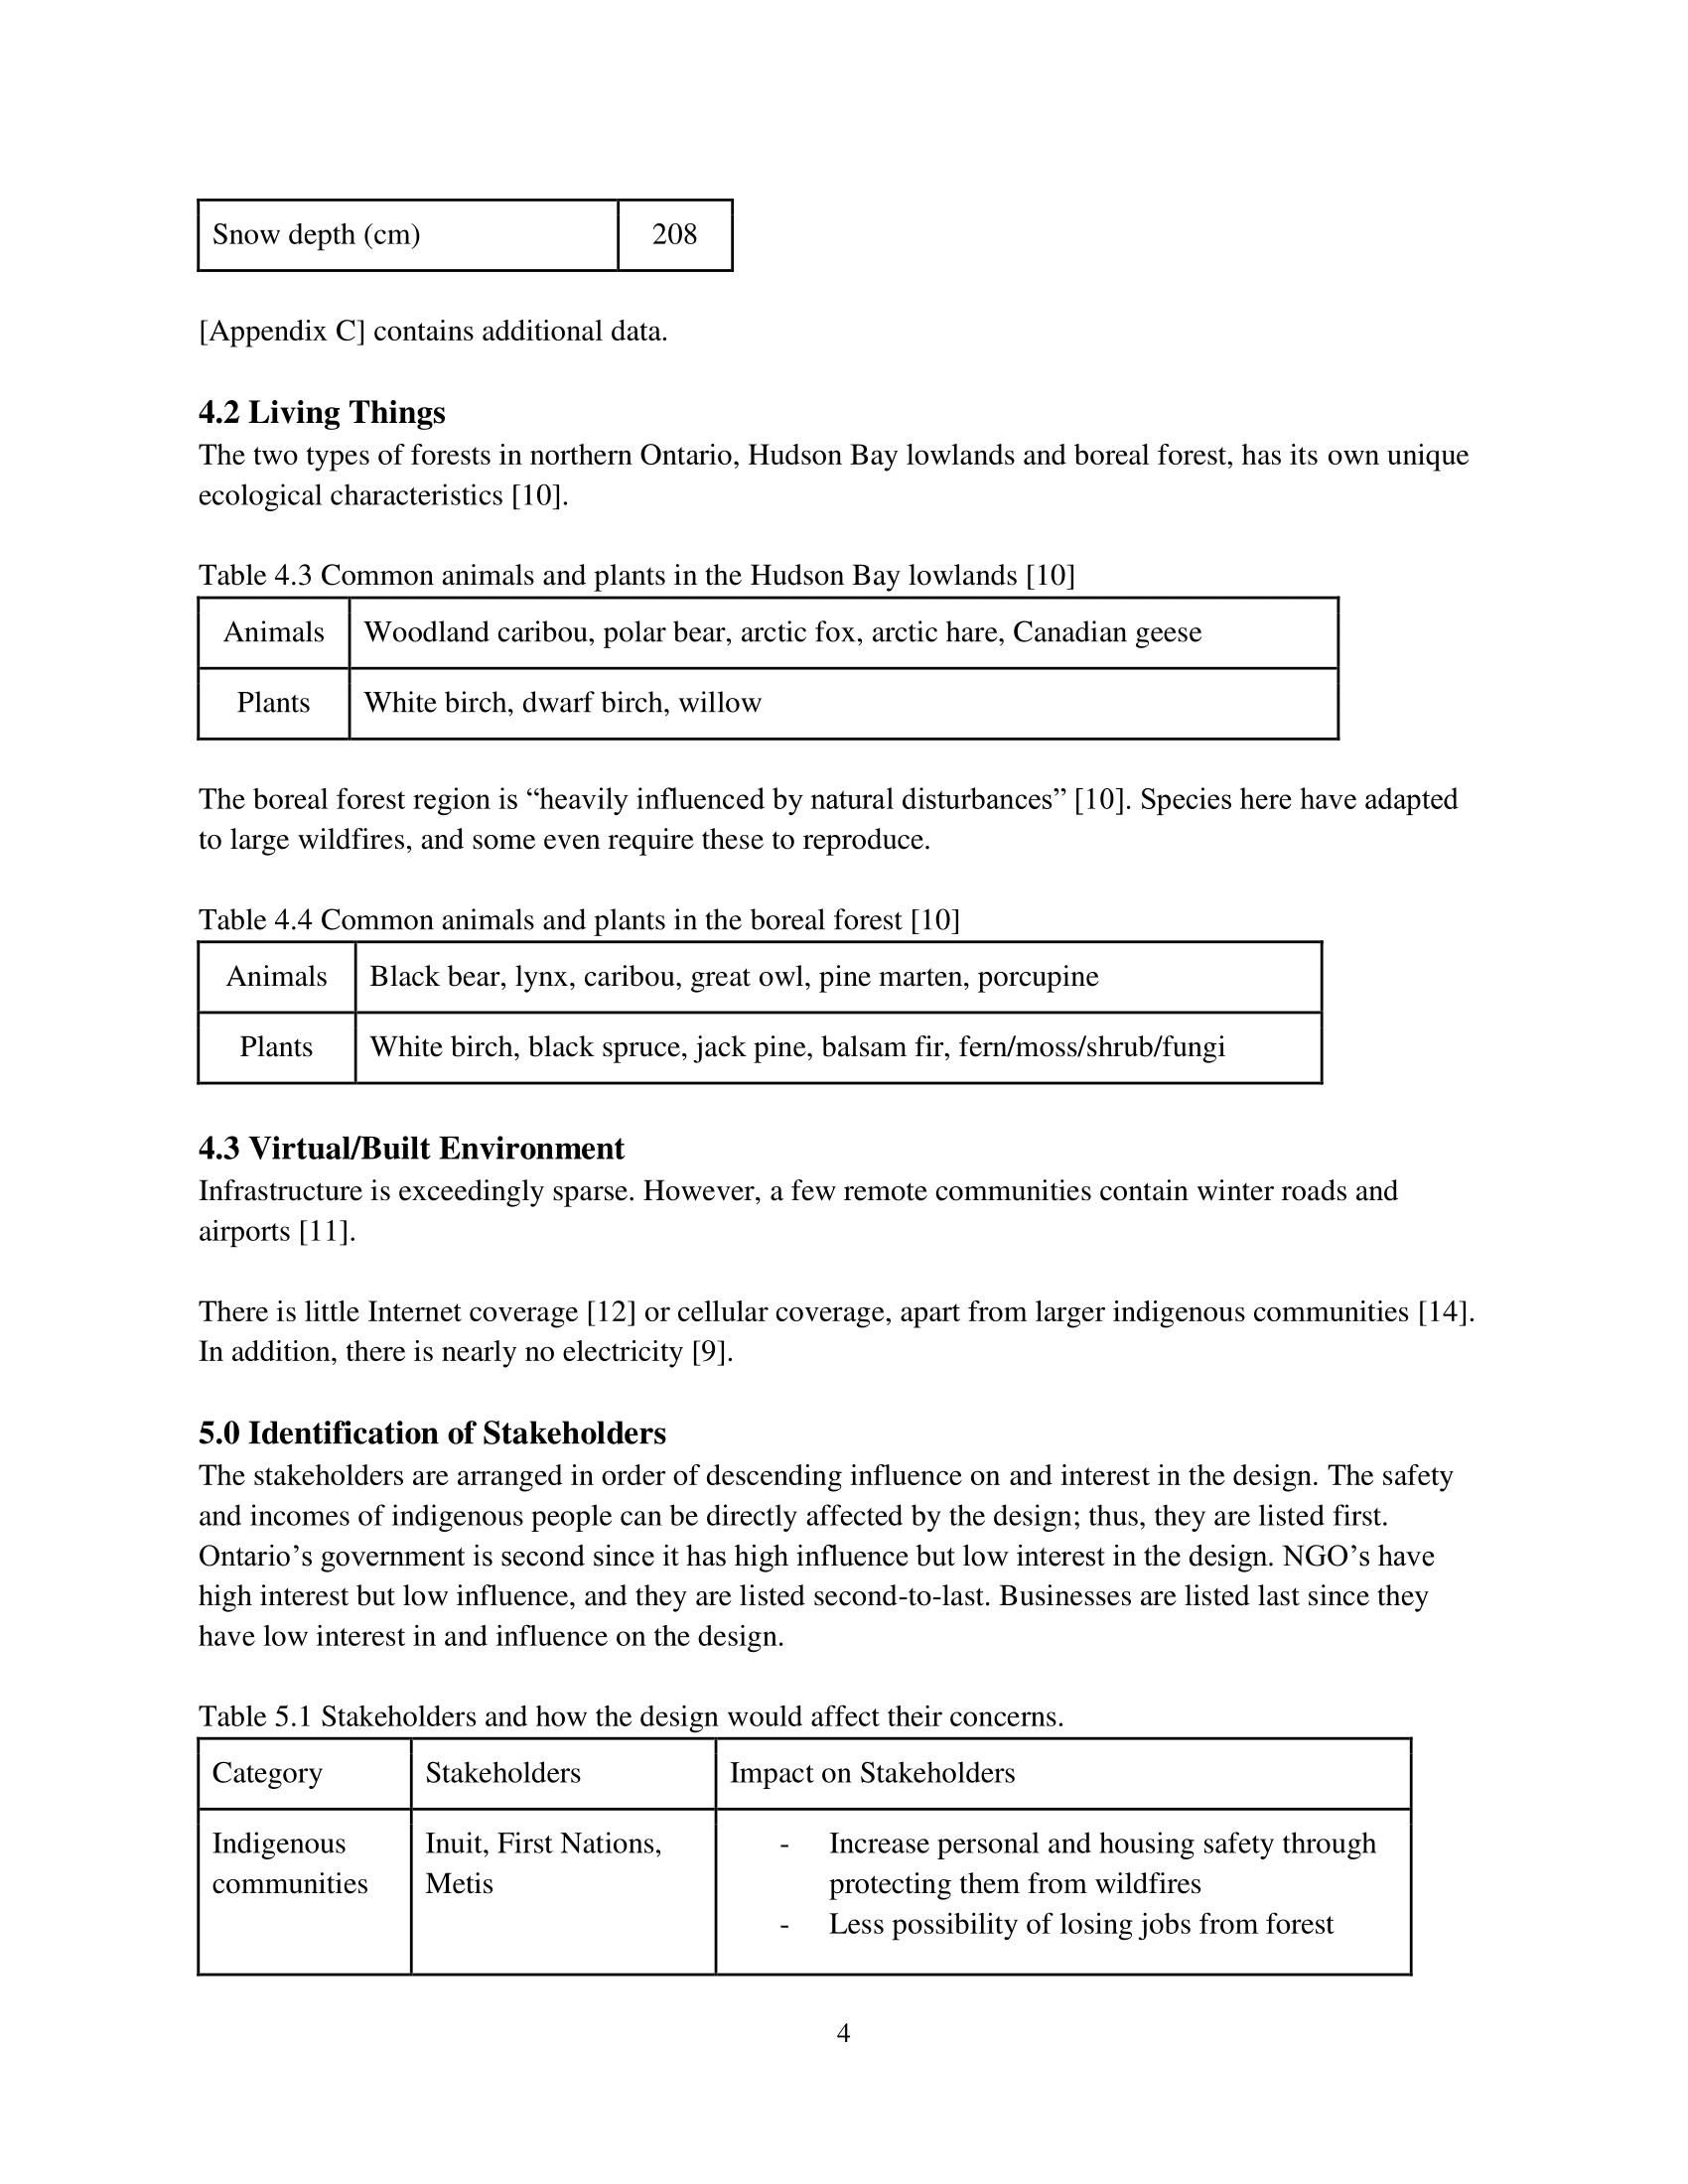 Snow depth (cm) 208
[Appendix C] contains additional data.
4.2 Living Things
The two types of forests in northern Ontario, Hudson Bay lowlands and boreal forest, has its own unique
ecological characteristics [10].
Table 4.3 Common animals and plants in the Hudson Bay lowlands [10]
Animals Woodland caribou, polar bear, arctic fox, arctic hare, Canadian geese
Plants White birch, dwarf birch, willow
The boreal forest region is “heavily influenced by natural disturbances” [10]. Species here have adapted
to large wildfires, and some even require these to reproduce.
Table 4.4 Common animals and plants in the boreal forest [10]
Animals Black bear, lynx, caribou, great owl, pine marten, porcupine
Plants White birch, black spruce, jack pine, balsam fir, fern/moss/shrub/fungi
4.3 Virtual/Built Environment
Infrastructure is exceedingly sparse. However, a few remote communities contain winter roads and
airports [11].
There is little Internet coverage [12] or cellular coverage, apart from larger indigenous communities [14].
In addition, there is nearly no electricity [9].
5.0 Identification of Stakeholders
The stakeholders are arranged in order of descending influence on and interest in the design. The safety
and incomes of indigenous people can be directly affected by the design; thus, they are listed first.
Ontario’s government is second since it has high influence but low interest in the design. NGO’s have
high interest but low influence, and they are listed second-to-last. Businesses are listed last since they
have low interest in and influence on the design.
Table 5.1 Stakeholders and how the design would affect their concerns.
Category Stakeholders Impact on Stakeholders
Indigenous Inuit, First Nations, - Increase personal and housing safety through
communities Metis protecting them from wildfires
- Less possibility of losing jobs from forest
4